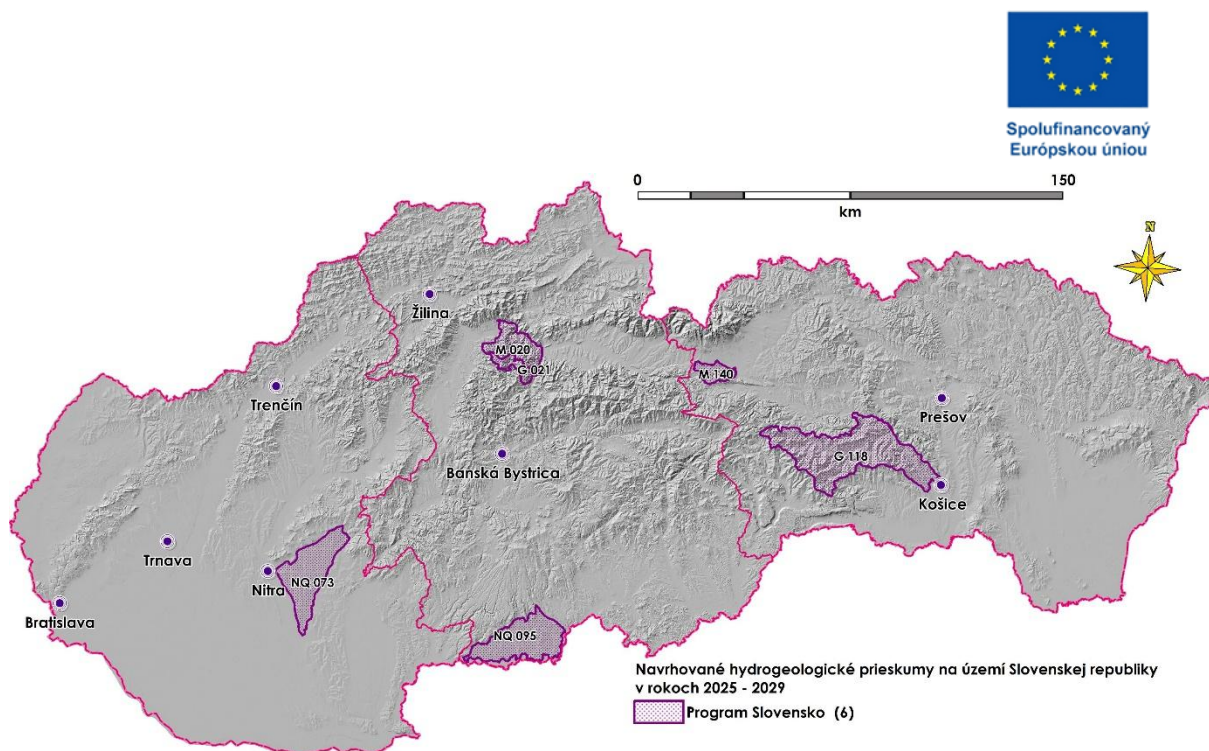 Spolufinancovaný
Európskou úniou
0 150
km
N
Žilina
M 020
G 021
M 140
Trenčín
Prešov
Banská Bystrica
G 118
Košice
Trnava
Nitra
NQ 073
Bratislava
NQ 095
Navrhované hydrogeologické prieskumy na území Slovenskej republiky
v rokoch 2025 - 2029
Program Slovensko (6)